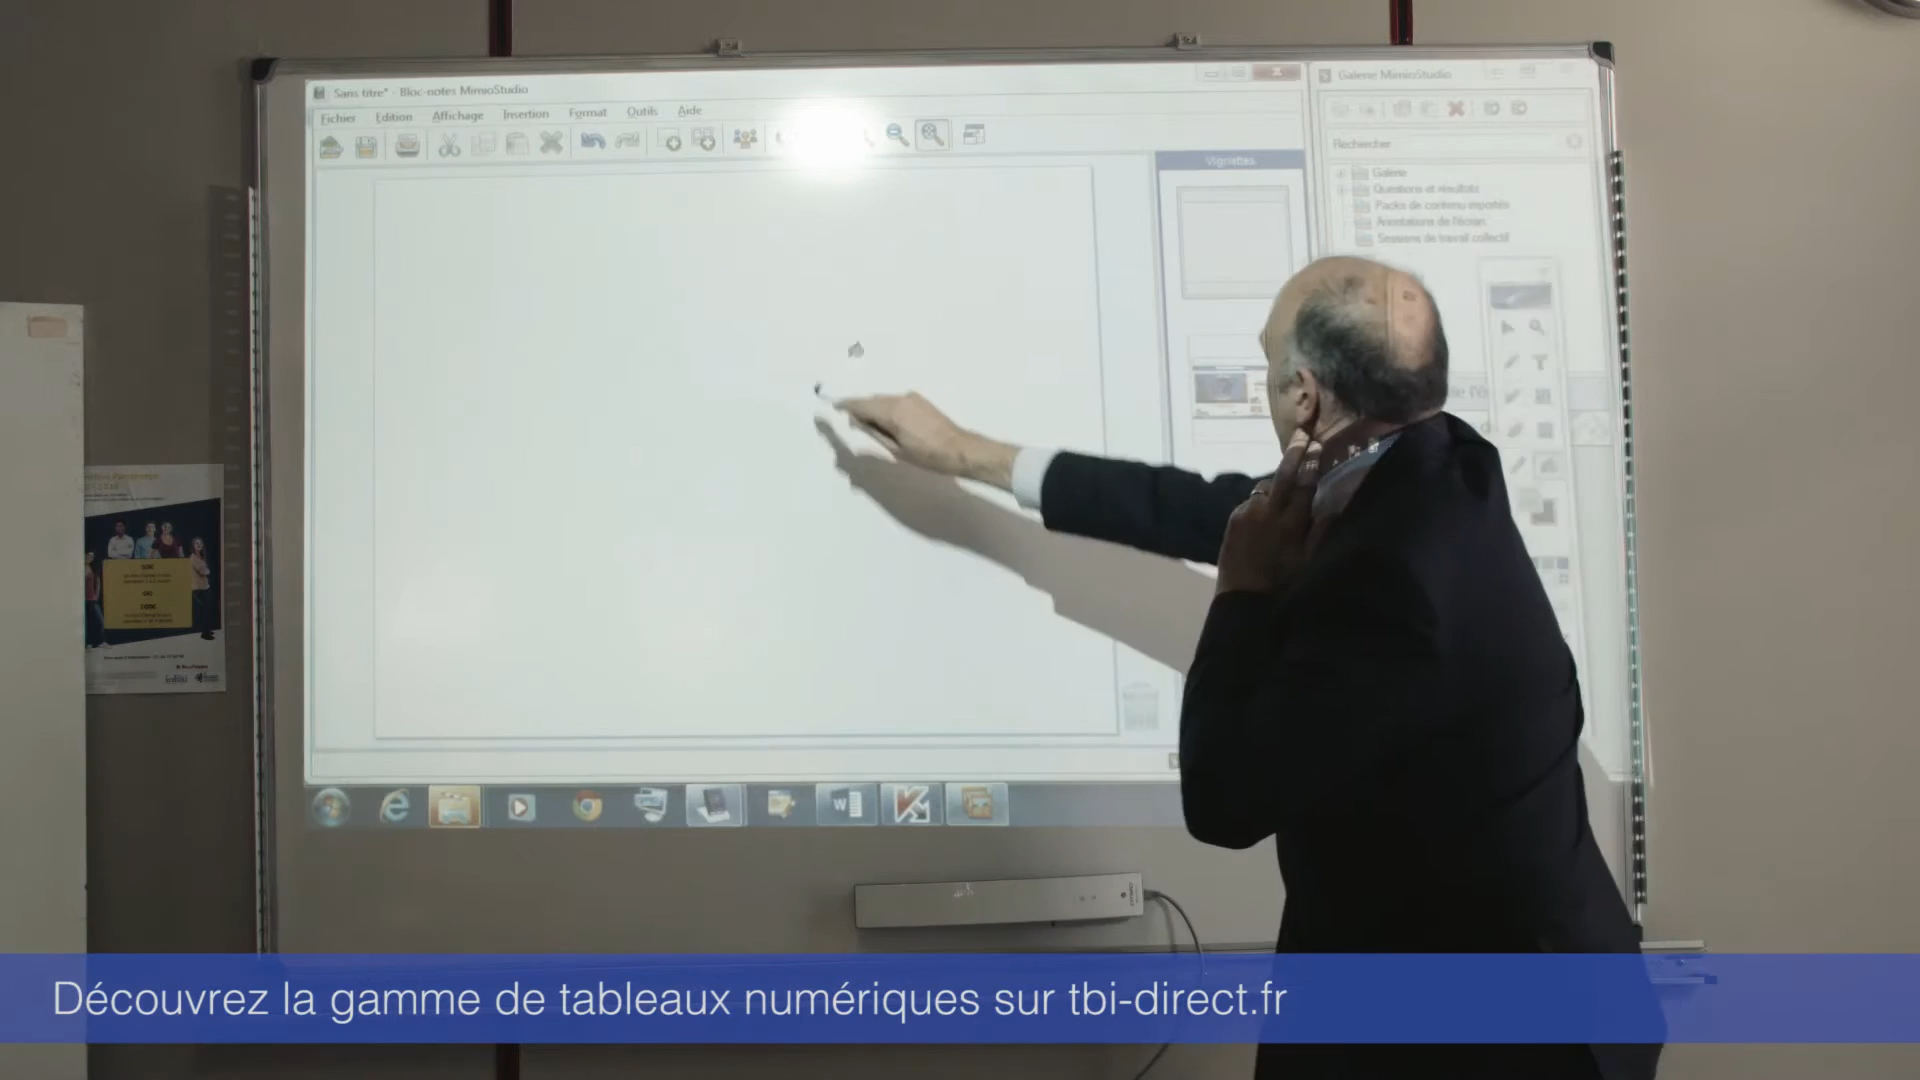 Sans titre* - Bloc-notes MimioStudio
Fichier Edition Affichage Insertion Format Outils Aide
Vignettes
Galerie MimioStudio
Rechercher
Galerie
Questions et résultats
Packs de contenu importés
Annotations de l'écran
Sessions de travail collectif
Découvrez la gamme de tableaux numériques sur tbi-direct.fr